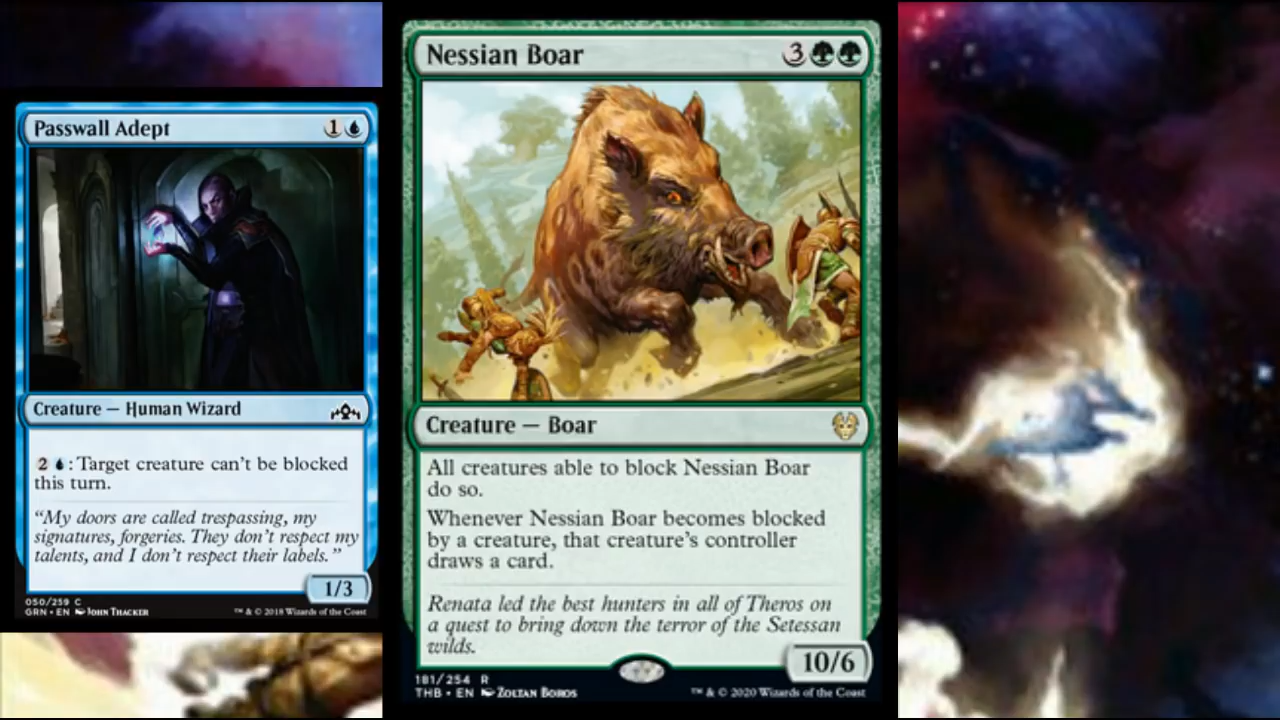 Passwall Adept 1
Creature — Human Wizard
2 : Target creature can't be blocked
this turn.
“My doors are called trespassing, my
signatures, forgeries. They don't respect my
talents, and I don't respect their labels.”
1/3
050/259 C
GRN • EN John Thacker ™ & © 2018 Wizards of the Coast
Nessian Boar 3
Creature — Boar
All creatures able to block Nessian Boar
do so.
Whenever Nessian Boar becomes blocked
by a creature, that creature's controller
draws a card.
Renata led the best hunters in all of Theros on
a quest to bring down the terror of the Setessan
wilds.
10/6
181/254 R
THB • EN Zoltan Boros ™ & © 2020 Wizards of the Coast